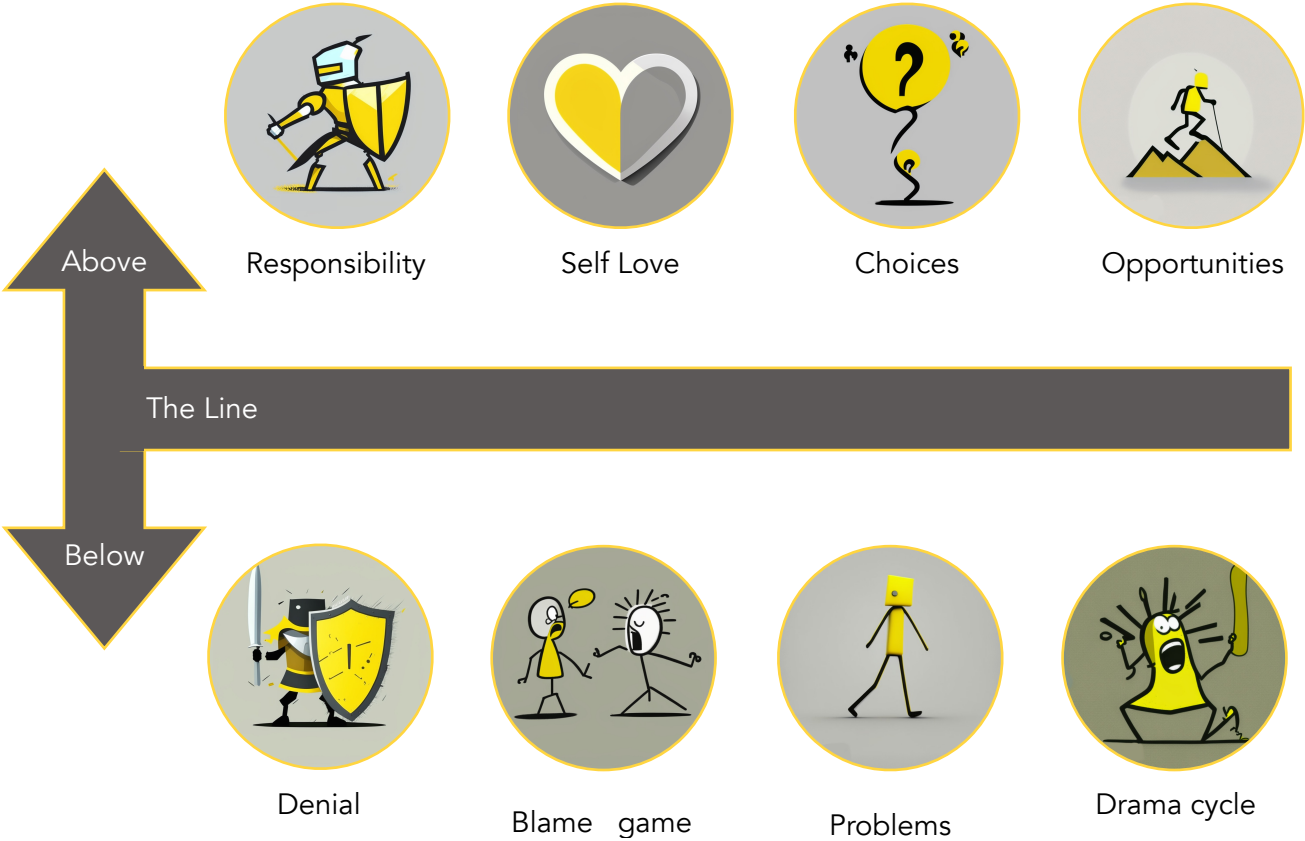 Above
Responsibility
Self Love
Choices
Opportunities
The Line
Below
Denial
Blame game
Problems
Drama cycle